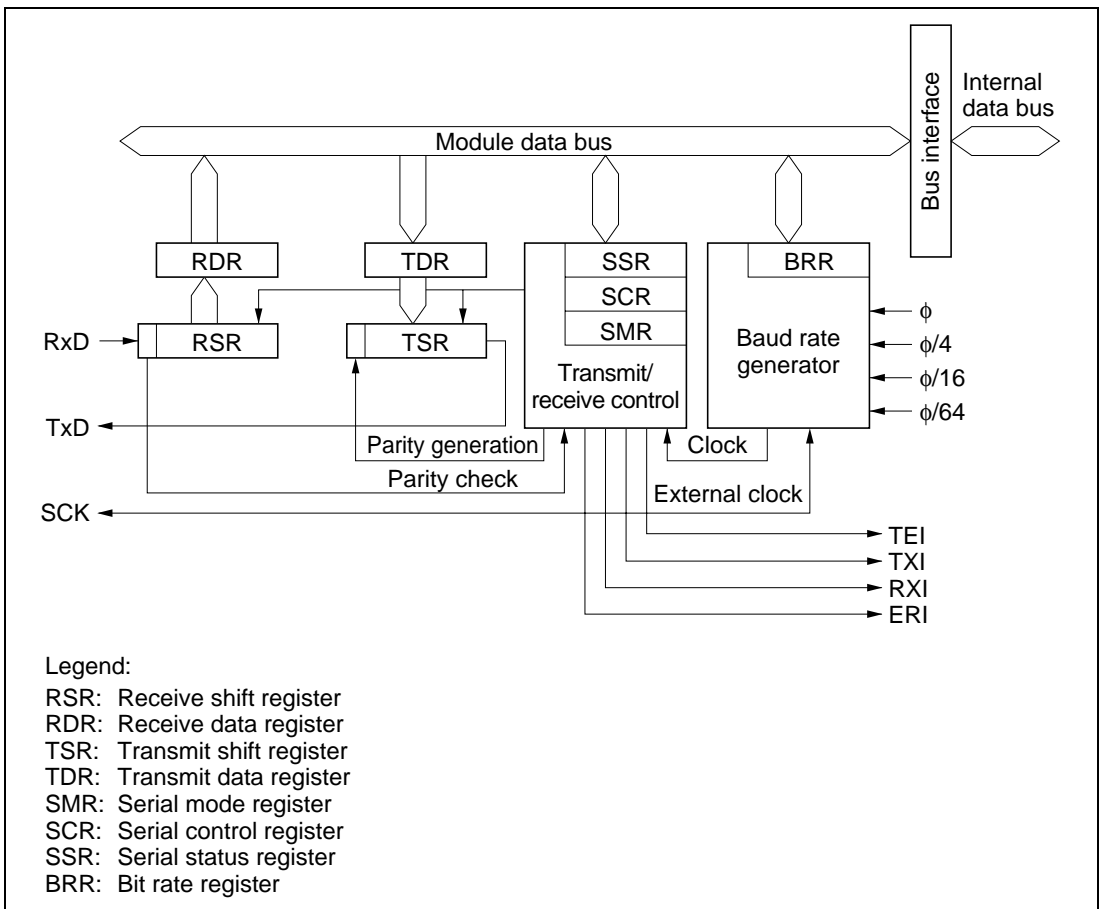 Internal
data bus
Bus interface
Module data bus
RDR
TDR
SSR
BRR
SCR
RxD
RSR
TSR
SMR
Baud rate
generator
ϕ
ϕ/4
ϕ/16
ϕ/64
Transmit/
receive control
TxD
Parity generation
Clock
Parity check
External clock
SCK
TEI
TXI
RXI
ERI
Legend:
RSR: Receive shift register
RDR: Receive data register
TSR: Transmit shift register
TDR: Transmit data register
SMR: Serial mode register
SCR: Serial control register
SSR: Serial status register
BRR: Bit rate register